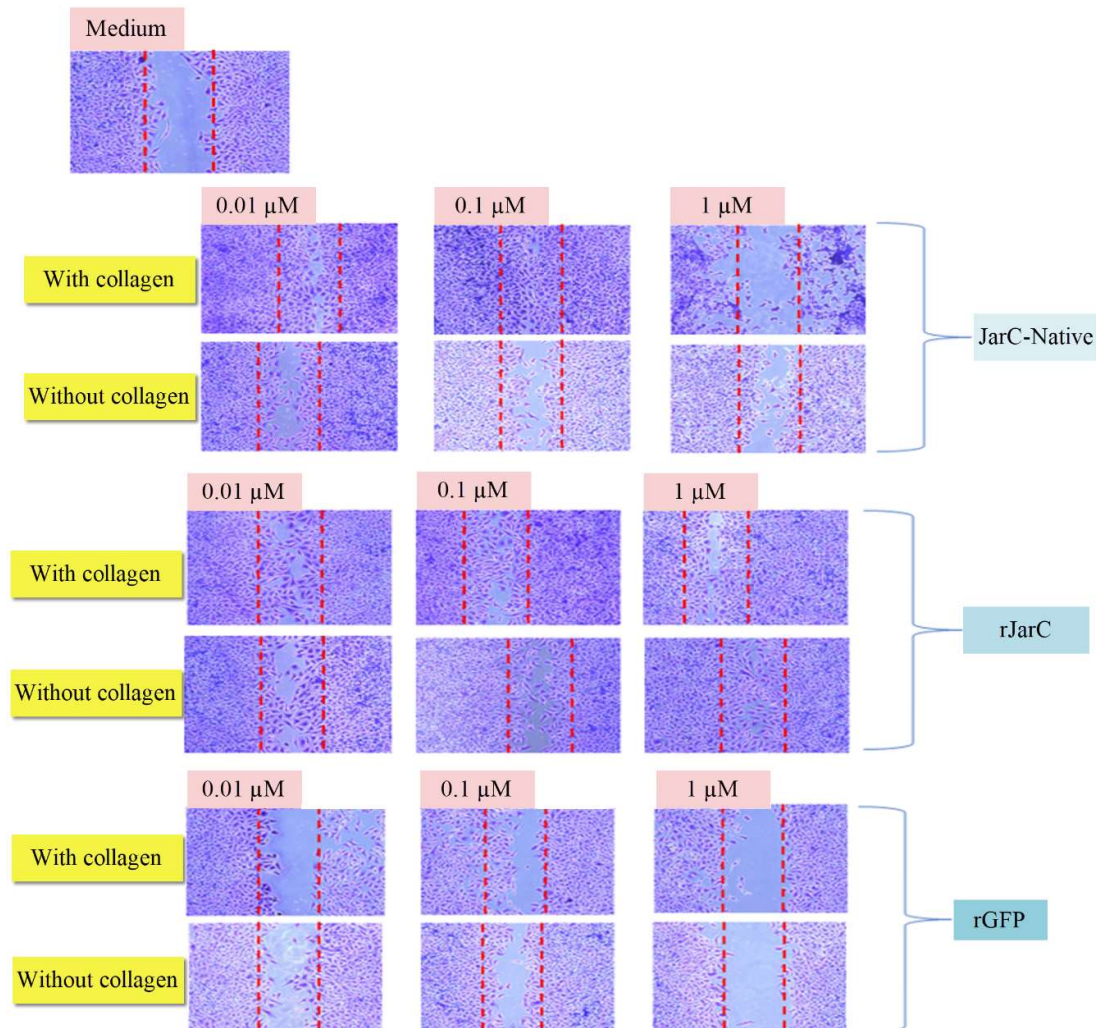 Medium
0.01 µM
0.1 µM
1 µM
With collagen
Without collagen
JarC-Native
0.01 µM
0.1 µM
1 µM
With collagen
Without collagen
rJarC
0.01 µM
0.1 µM
1 µM
With collagen
Without collagen
rGFP